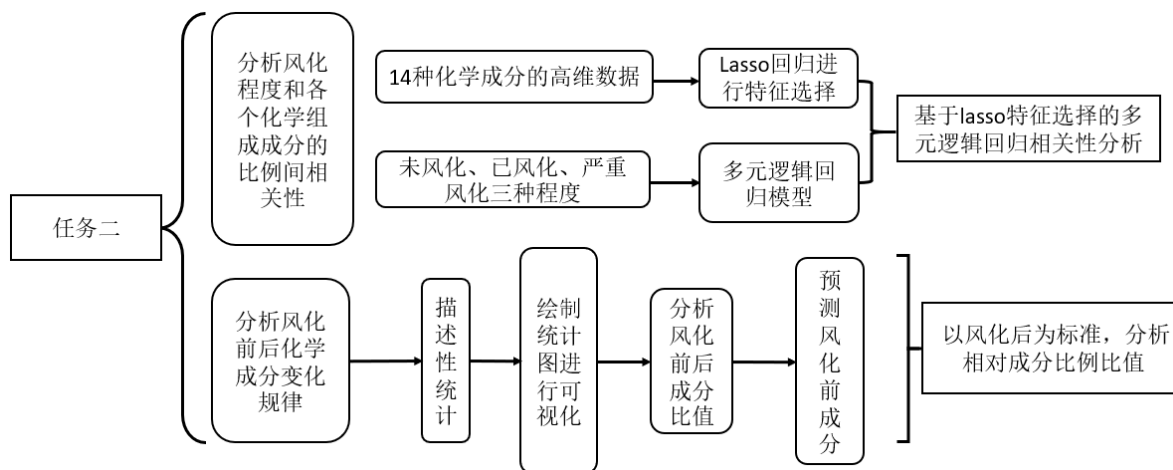 任务二
分析风化
程度和各
个化学组
成成分的
比例间相
关性
14种化学成分的高维数据
Lasso回归进
行特征选择
未风化、已风化、严重
风化三种程度
多元逻辑回
归模型
基于lasso特征选择的多
元逻辑回归相关性分析
分析风化
前后化学
成分变化
规律
描
述
性
统
计
绘制
统计
图进
行可
视化
分析
风化
前后
成分
比值
预
测
风
化
前
成
分
以风化后为标准，分析
相对成分比例比值